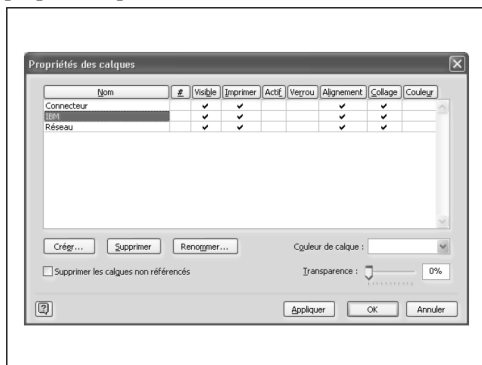 Propriétés des calques
Nom # Visible Imprimer Actif Verrou Alignement Collage Couleur
Connecteur
IBM
Réseau
Créer... Supprimer Renommer... Couleur de calque :
Supprimer les calques non référencés Transparence : 0%
Appliquer OK Annuler